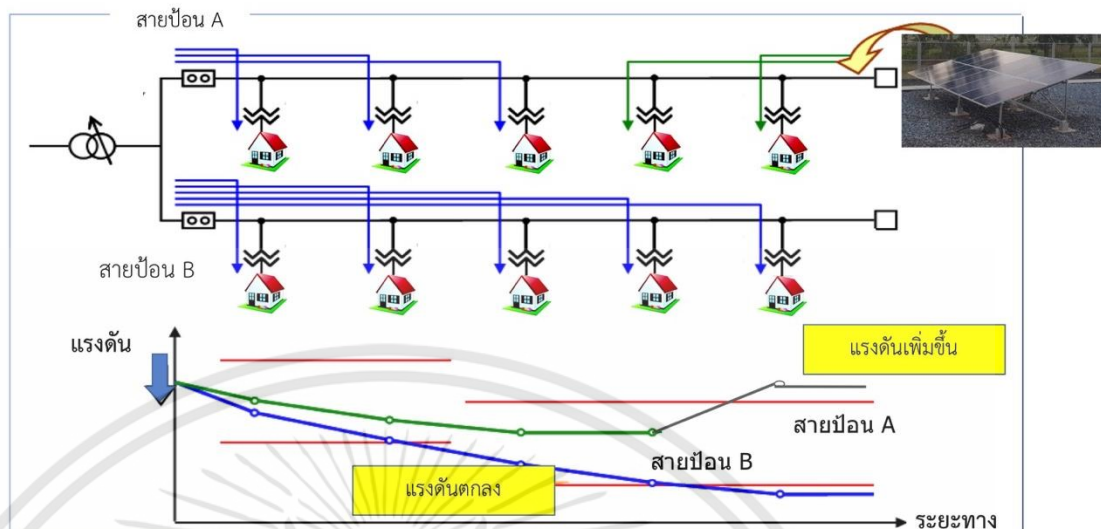 สายป้อน A
สายป้อน B
แรงดัน
แรงดันเพิ่มขึ้น
สายป้อน A
สายป้อน B
แรงดันตกลง
ระยะทาง